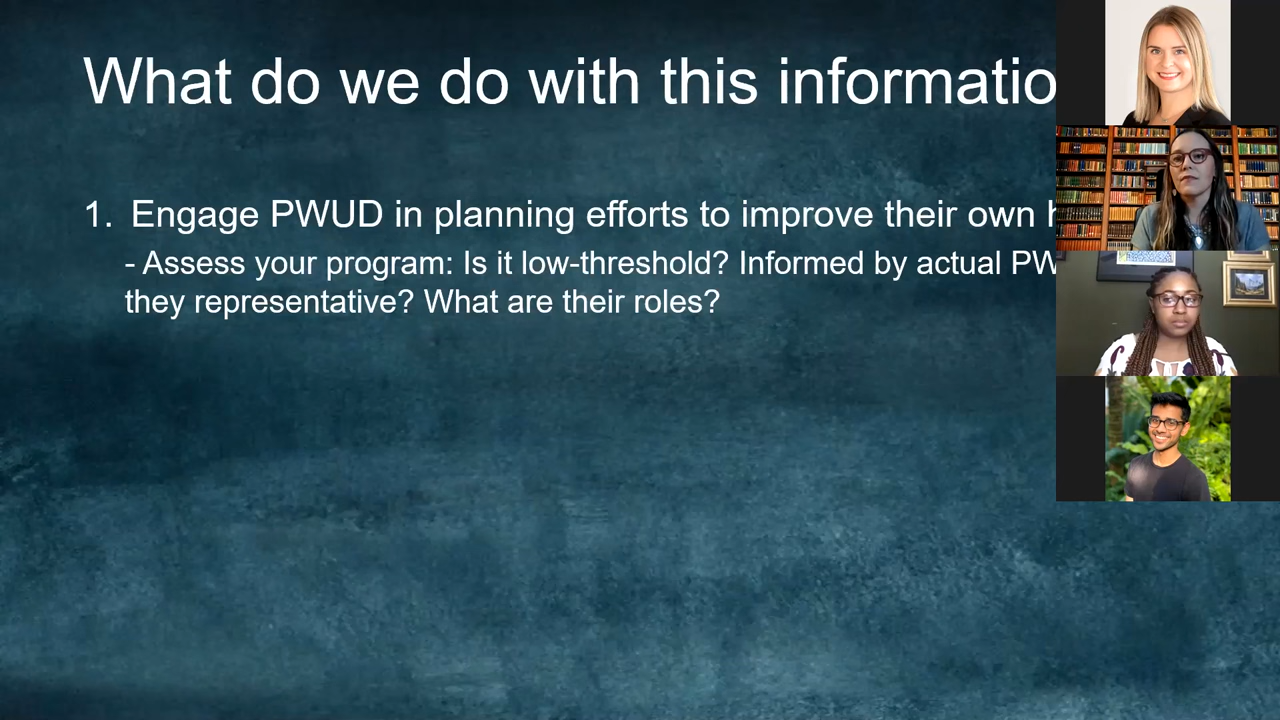 What do we do with this informatio
1. Engage PWUD in planning efforts to improve their own
- Assess your program: Is it low-threshold? Informed by actual PW
they representative? What are their roles?